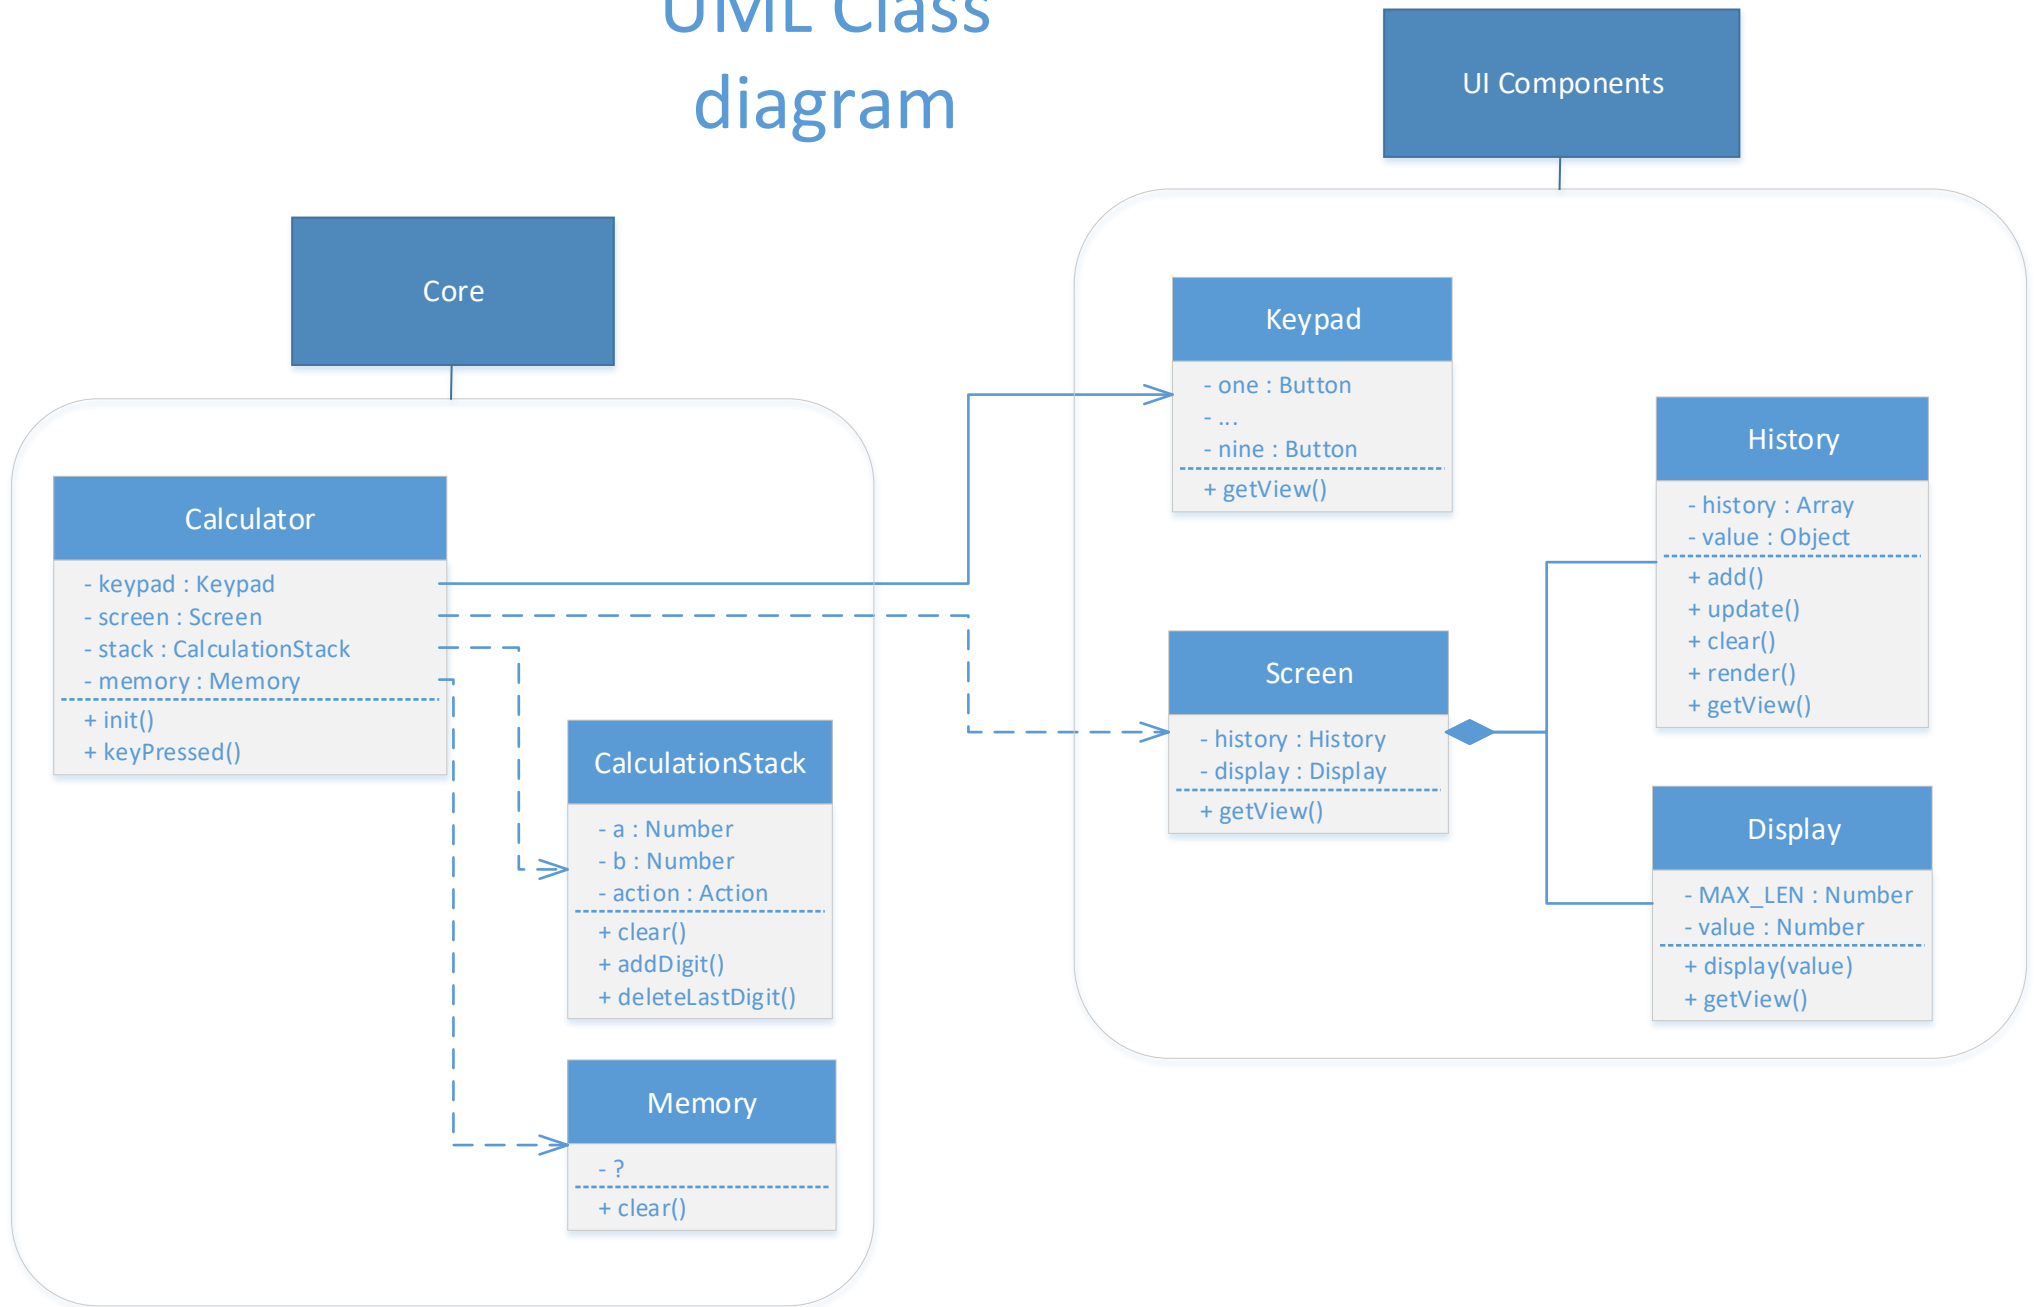 UML Class
diagram
UI Components
Core
Keypad
- one : Button
- ...
- nine : Button
+ getView()
History
- history : Array
- value : Object
+ add()
+ update()
+ clear()
+ render()
+ getView()
Calculator
- keypad : Keypad
- screen : Screen
- stack : CalculationStack
- memory : Memory
+ init()
+ keyPressed()
Screen
- history : History
- display : Display
+ getView()
CalculationStack
- a : Number
- b : Number
- action : Action
+ clear()
+ addDigit()
+ deleteLastDigit()
Display
- MAX_LEN : Number
- value : Number
+ display(value)
+ getView()
Memory
- ?
+ clear()